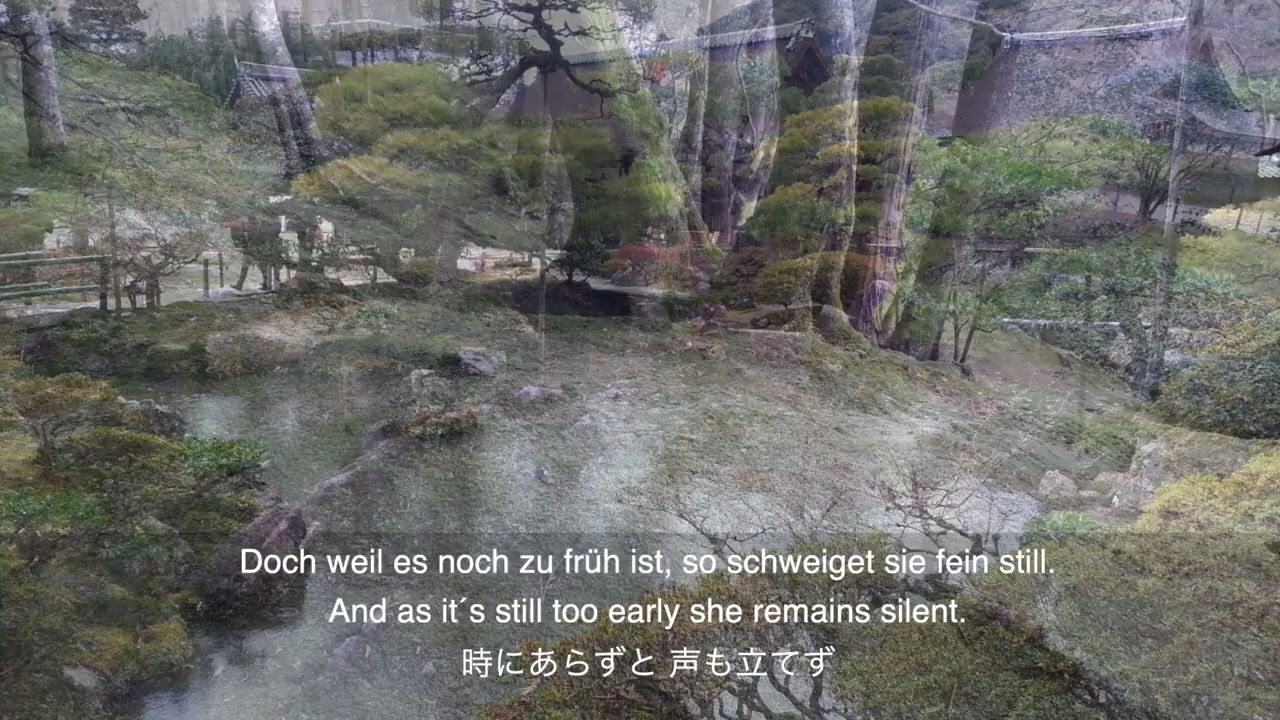 Doch weil es noch zu früh ist, so schweiget sie fein still.
And as it´s still too early she remains silent.
時にあらずと 声も立てず